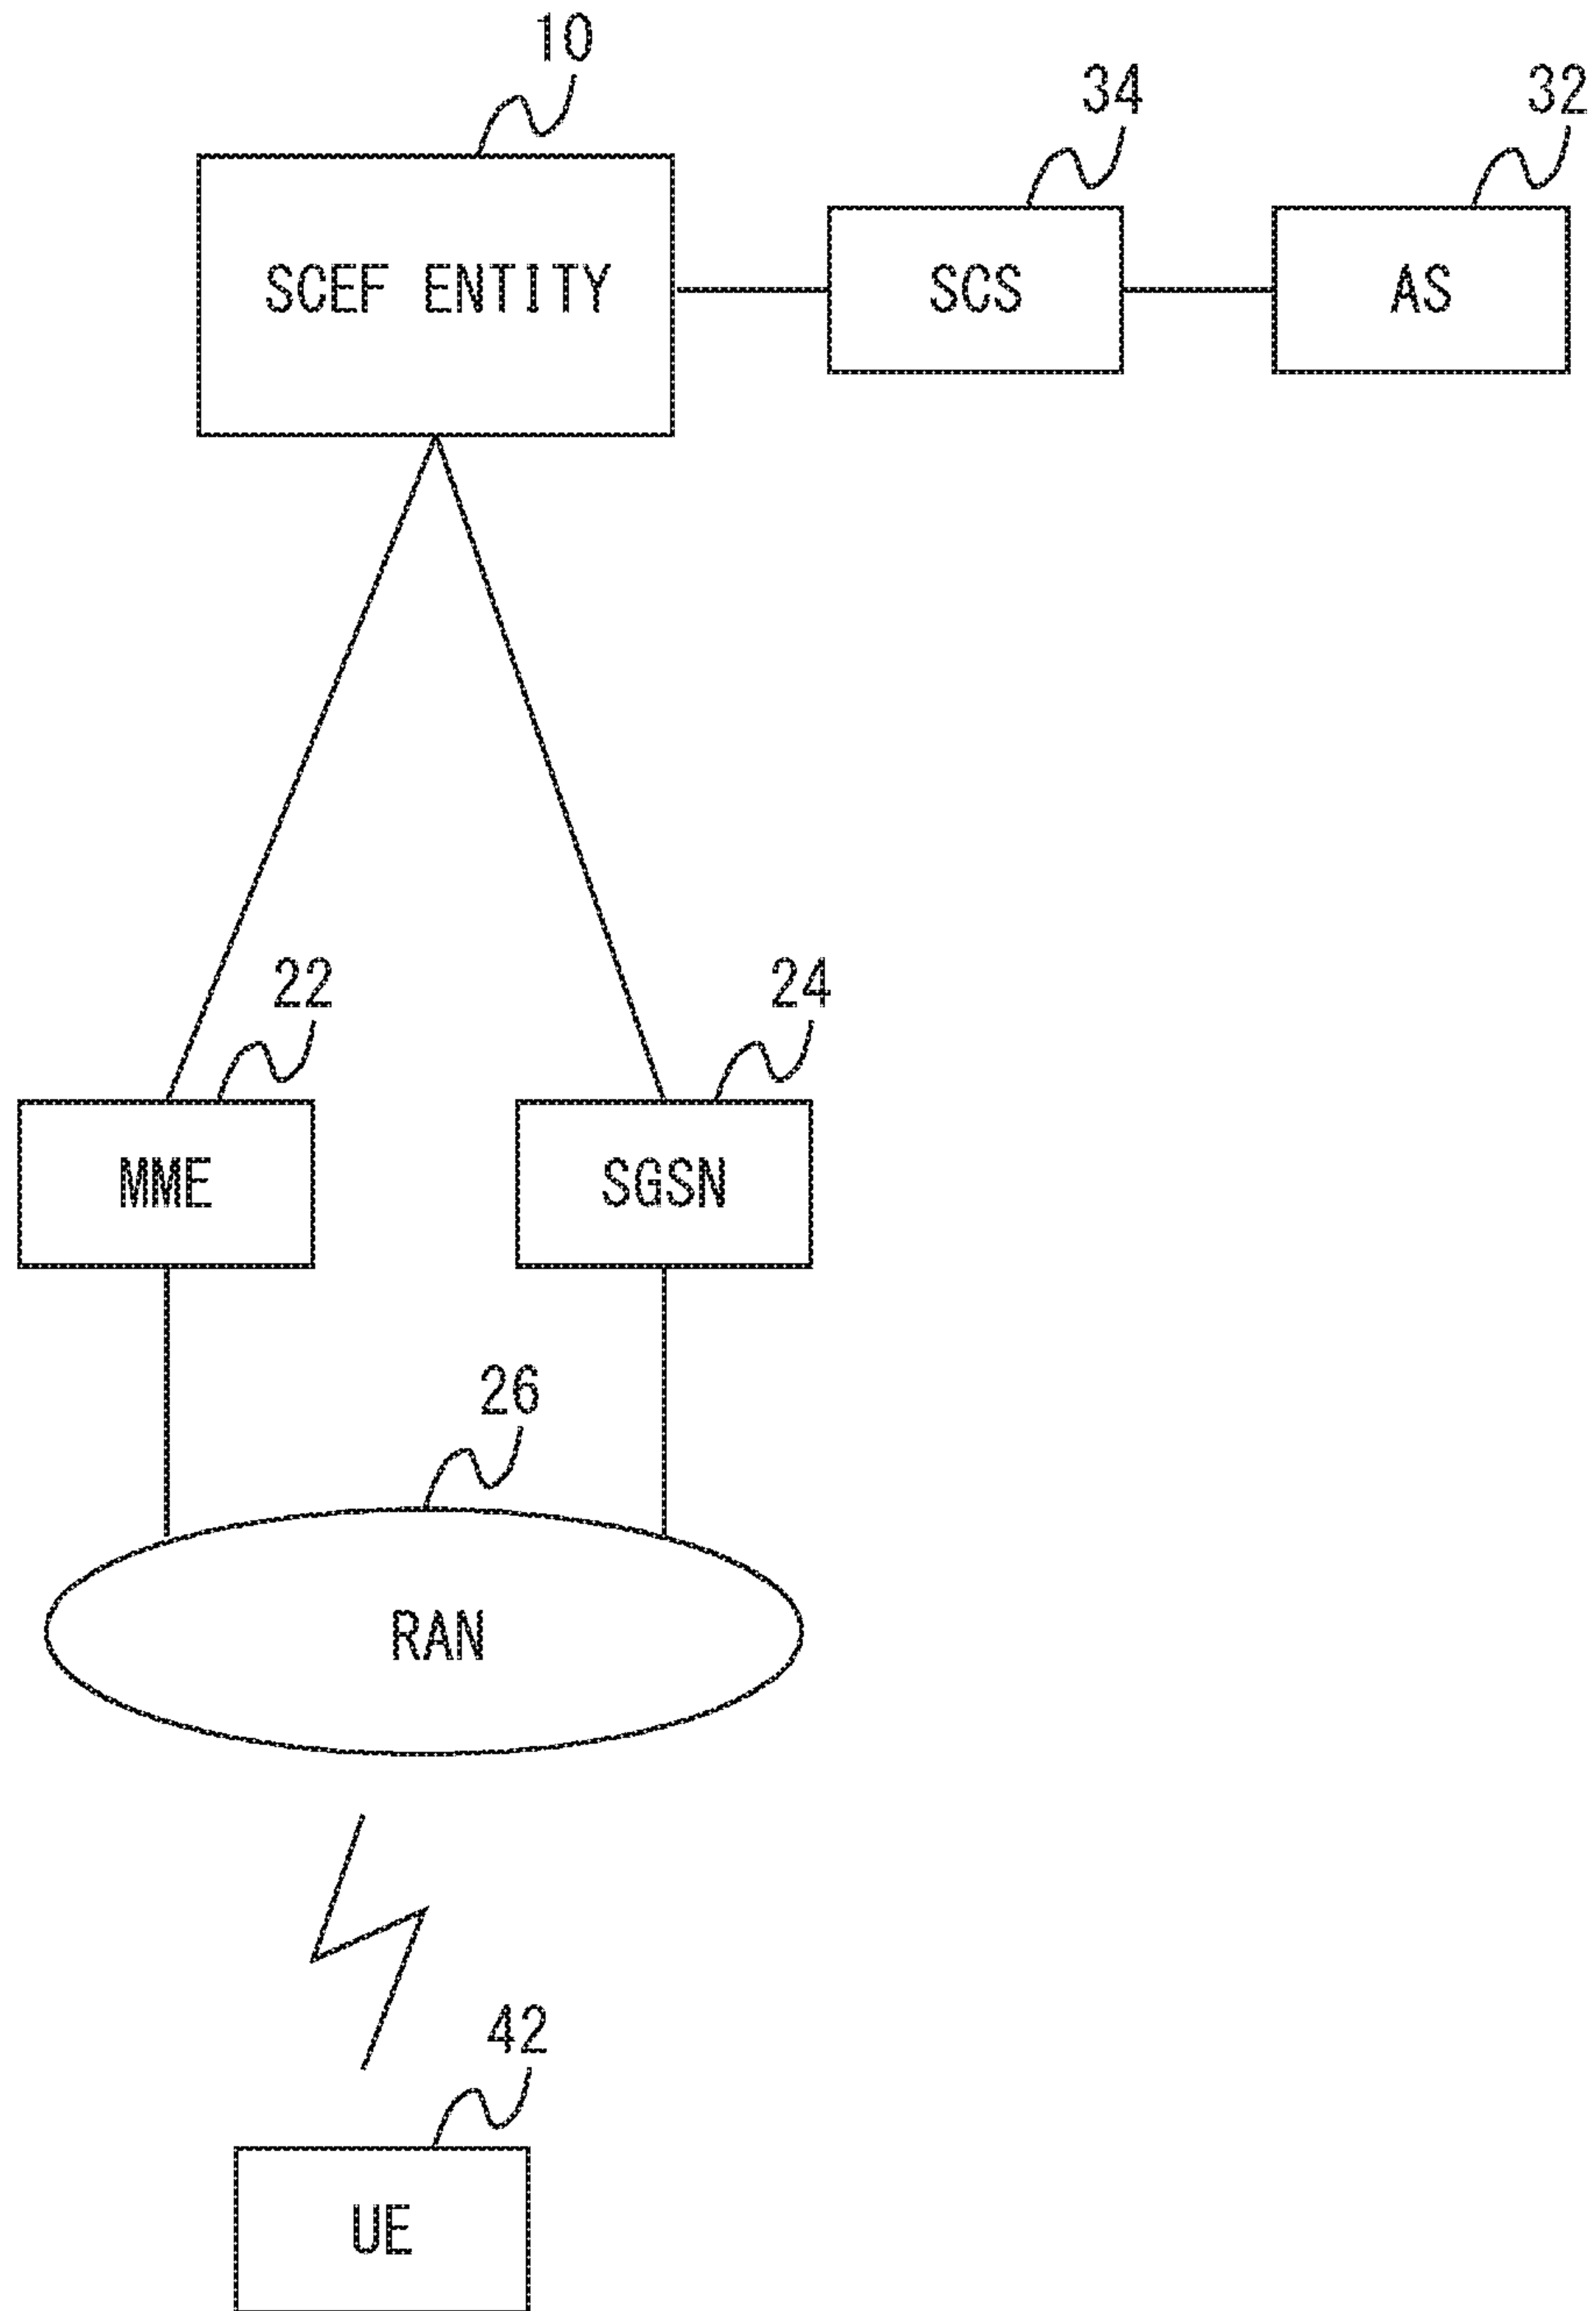 10
34
32
SCEF ENTITY
SCS
AS
22
24
MME
SGSN
26
RAN
42
UE